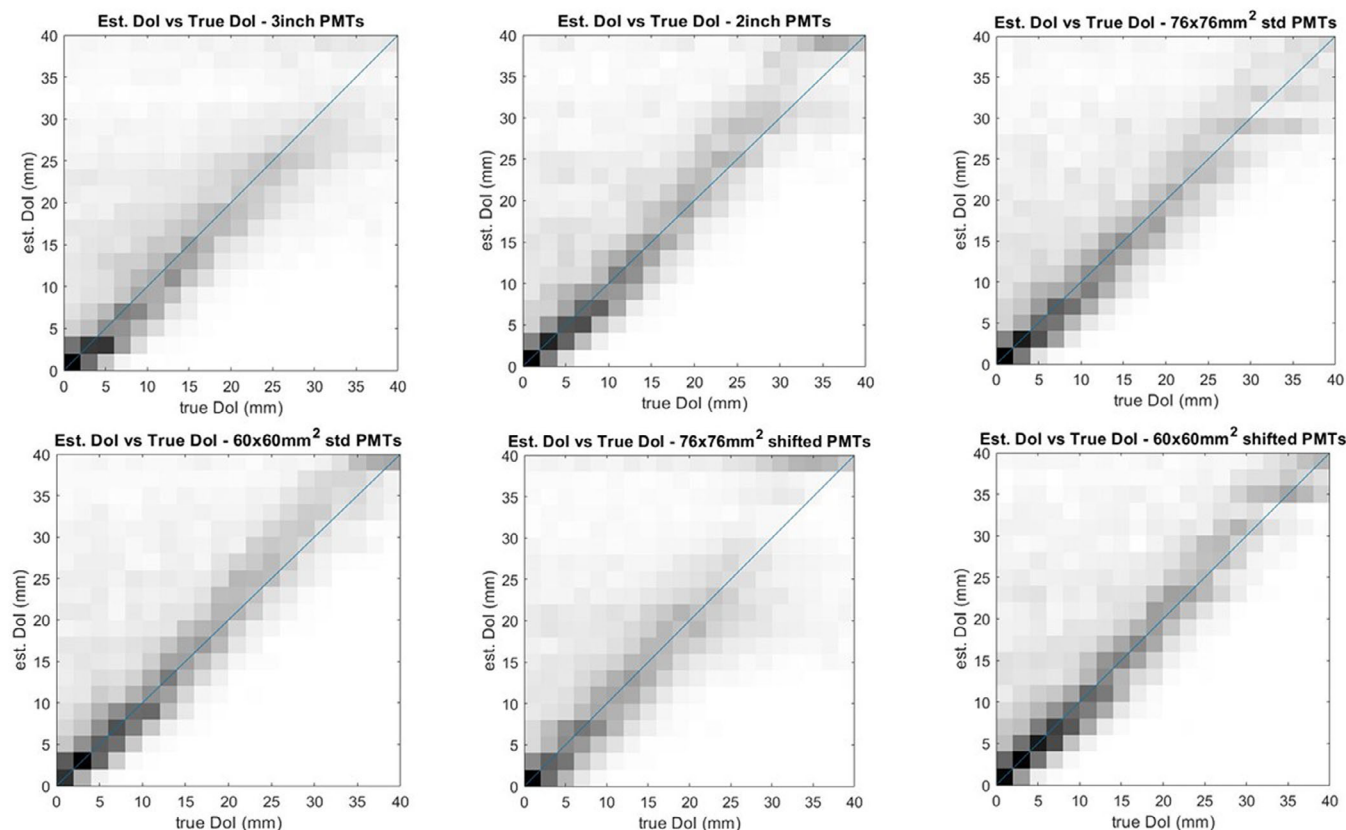 Est. DoI vs True DoI - 3inch PMTs
40
35
30
25
20
15
10
5
0
est. DoI (mm)
0 5 10 15 20 25 30 35 40
true DoI (mm)
Est. DoI vs True DoI - 2inch PMTs
40
35
30
25
20
15
10
5
0
est. DoI (mm)
0 5 10 15 20 25 30 35 40
true DoI (mm)
Est. DoI vs True DoI - 76x76mm² std PMTs
40
35
30
25
20
15
10
5
0
est. DoI (mm)
0 5 10 15 20 25 30 35 40
true DoI (mm)
Est. DoI vs True DoI - 60x60mm² std PMTs
40
35
30
25
20
15
10
5
0
est. DoI (mm)
0 5 10 15 20 25 30 35 40
true DoI (mm)
Est. DoI vs True DoI - 76x76mm² shifted PMTs
40
35
30
25
20
15
10
5
0
est. DoI (mm)
0 5 10 15 20 25 30 35 40
true DoI (mm)
Est. DoI vs True DoI - 60x60mm² shifted PMTs
40
35
30
25
20
15
10
5
0
est. DoI (mm)
0 5 10 15 20 25 30 35 40
true DoI (mm)